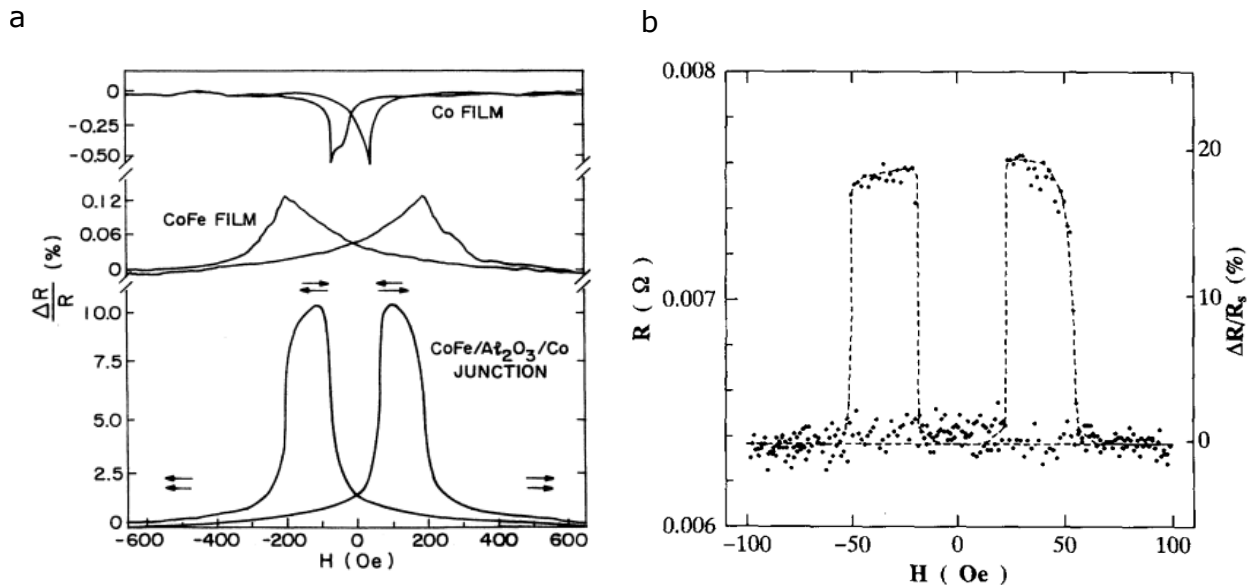 a
0
-0.25
-0.50
Co FILM
0.12
0.06
0
CoFe FILM
ΔR/R (%)
10.0
7.5
5.0
2.5
0
CoFe/Aℓ2O3/Co
JUNCTION
-600 -400 -200 0 200 400 600
H (Oe)
b
0.008
0.007
0.006
R ( Ω )
20
10
0
ΔR/Rs (%)
−100 −50 0 50 100
H ( Oe)